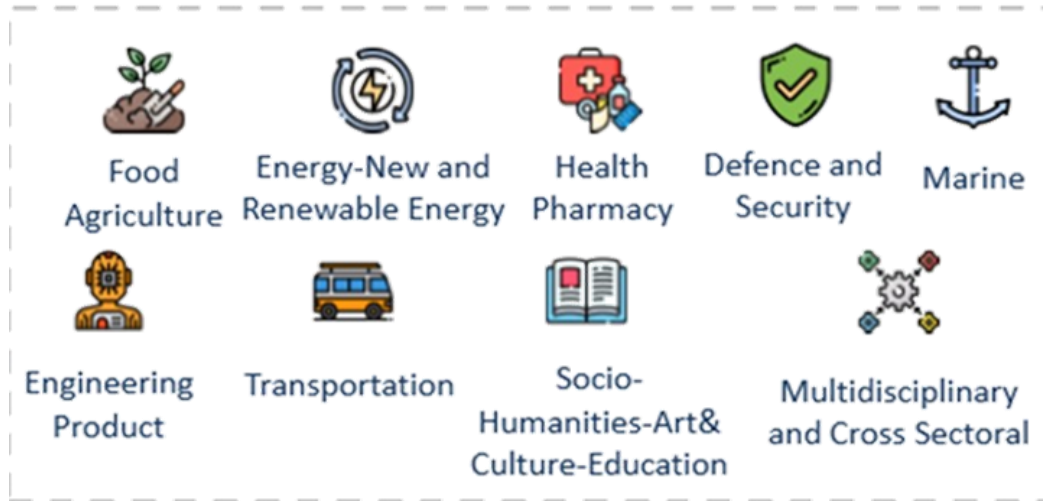 Food
Agriculture
Energy-New and
Renewable Energy
Health
Pharmacy
Defence and
Security
Marine
Engineering
Product
Transportation
Socio-
Humanities-Art&
Culture-Education
Multidisciplinary
and Cross Sectoral